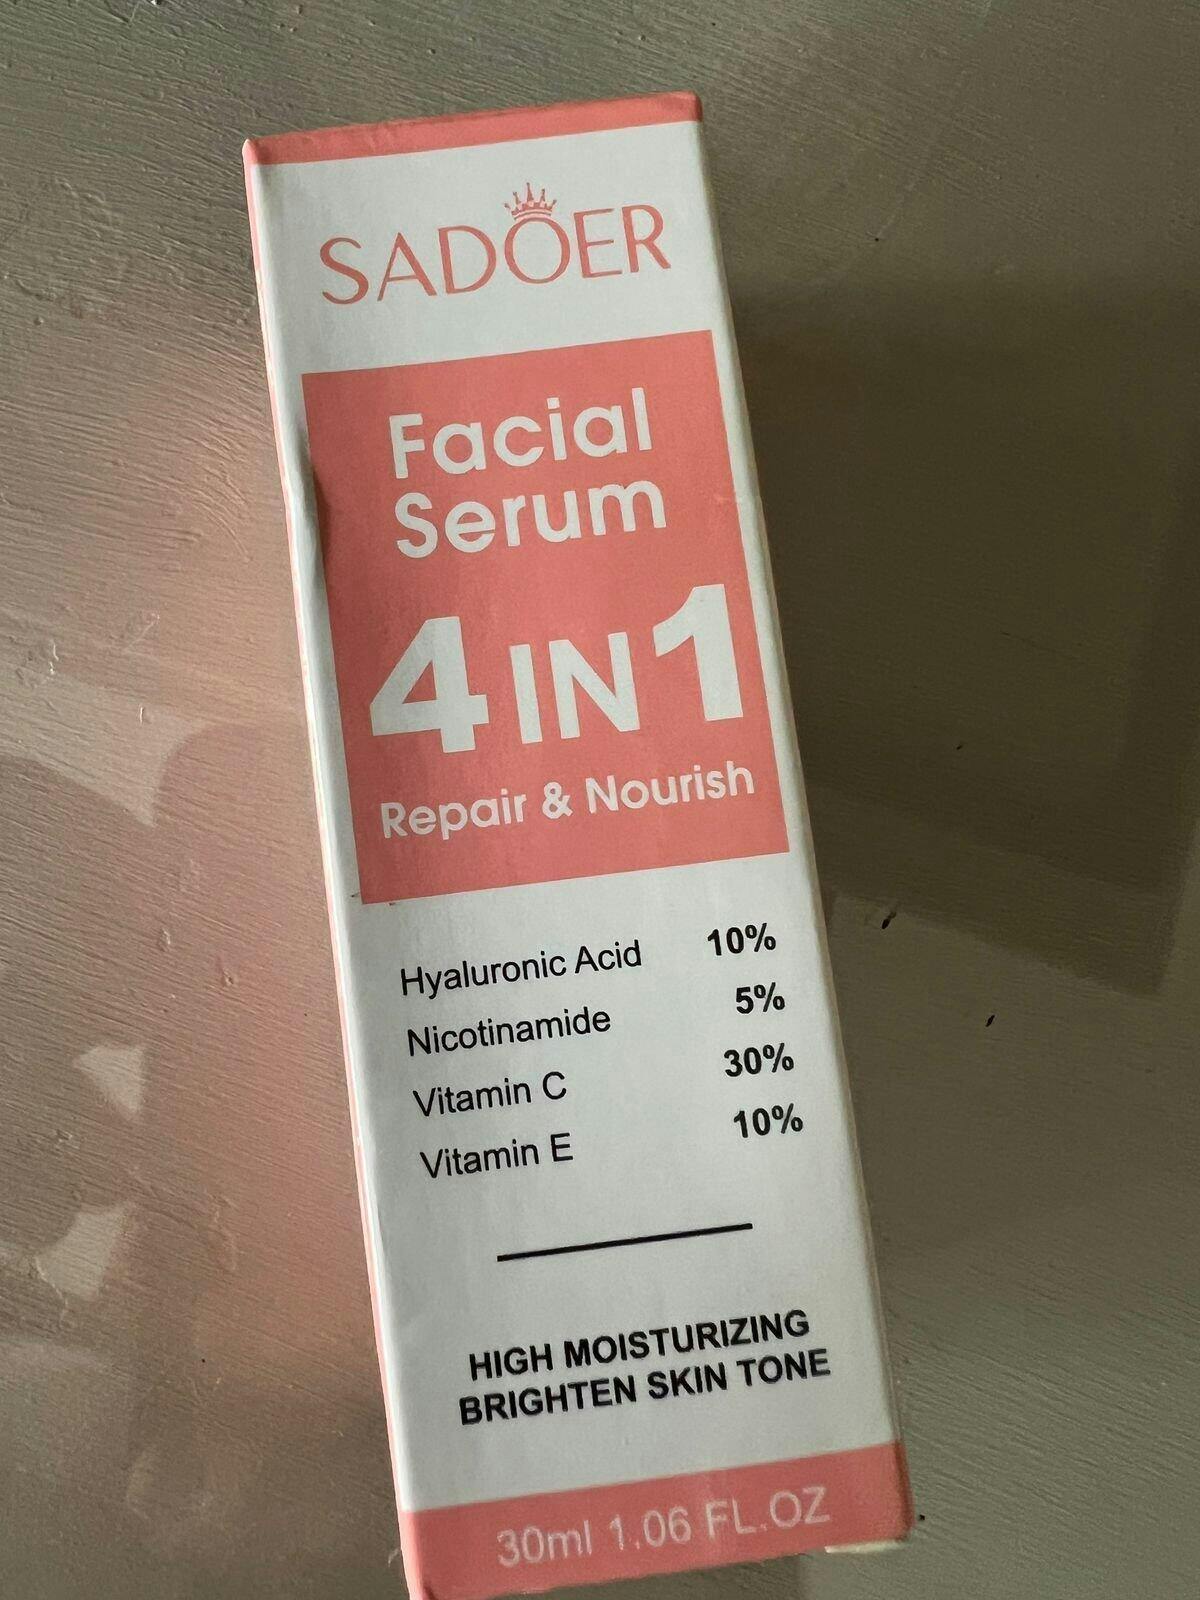 SADOER
Facial
Serum
4 IN 1
Repair & Nourish
Hyaluronic Acid 10%
Nicotinamide 5%
Vitamin C 30%
Vitamin E 10%
HIGH MOISTURIZING
BRIGHTEN SKIN TONE
30ml 1.06 FL.OZ